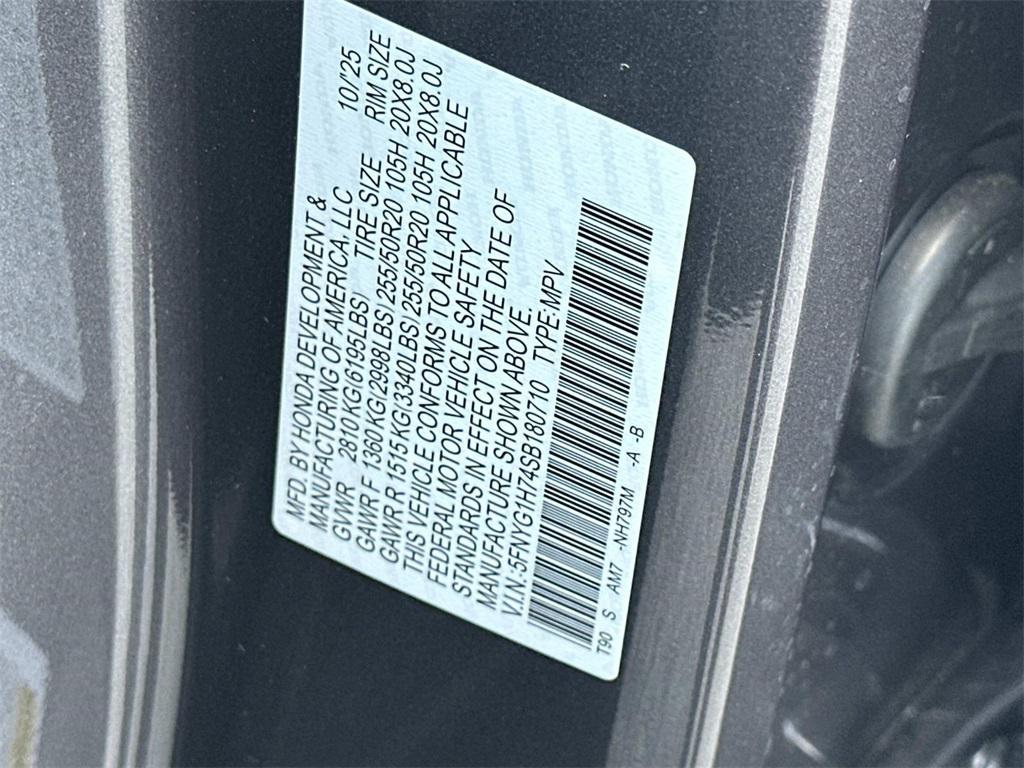 MFD. BY HONDA DEVELOPMENT & 10/'25
MANUFACTURING OF AMERICA, LLC
GVWR 2810 KG(6195LBS) TIRE SIZE RIM SIZE
GAWR F 1360 KG(2998LBS) 255/50R20 105H 20X8.0J
GAWR R 1515 KG(3340LBS) 255/50R20 105H 20X8.0J
THIS VEHICLE CONFORMS TO ALL APPLICABLE
FEDERAL MOTOR VEHICLE SAFETY
STANDARDS IN EFFECT ON THE DATE OF
MANUFACTURE SHOWN ABOVE.
V.I.N.:5FNYG1H74SB180710 TYPE:MPV
T90 S AM7 -NH797M -A -B